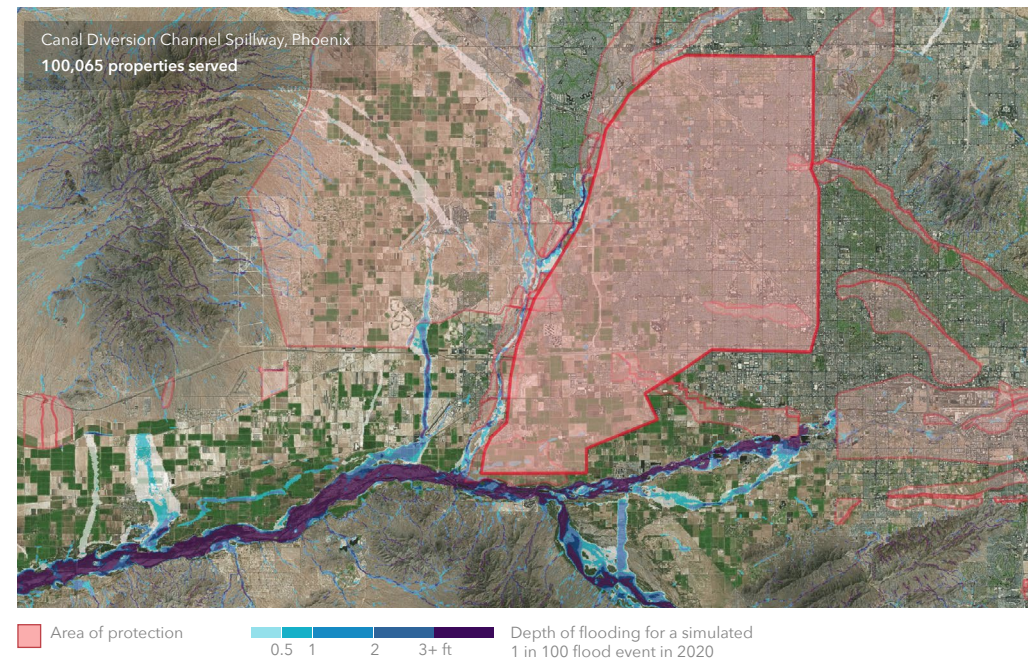 Canal Diversion Channel Spillway, Phoenix
100,065 properties served
Area of protection
0.5 1 2 3+ ft
Depth of flooding for a simulated
1 in 100 flood event in 2020